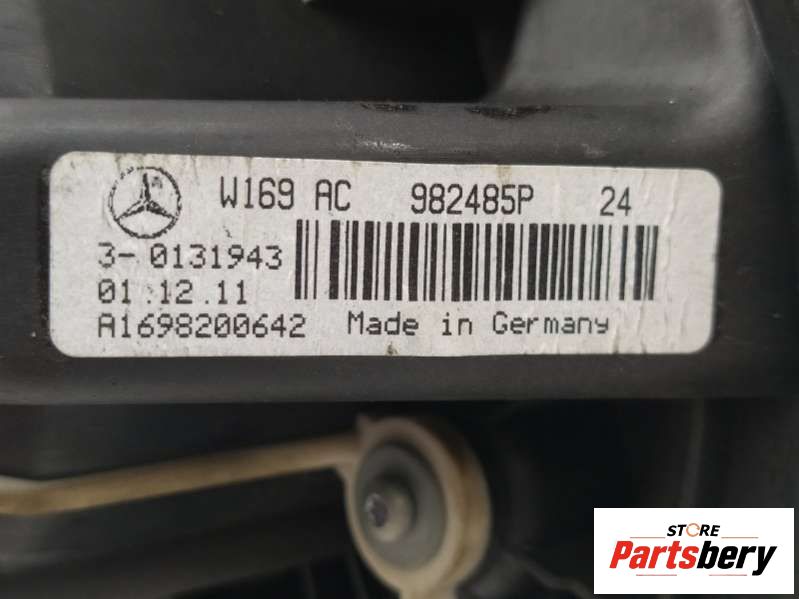 W169 AC 982485P 24
3-0131943
01.12.11
A1698200642 Made in Germany
STORE
Partsbery